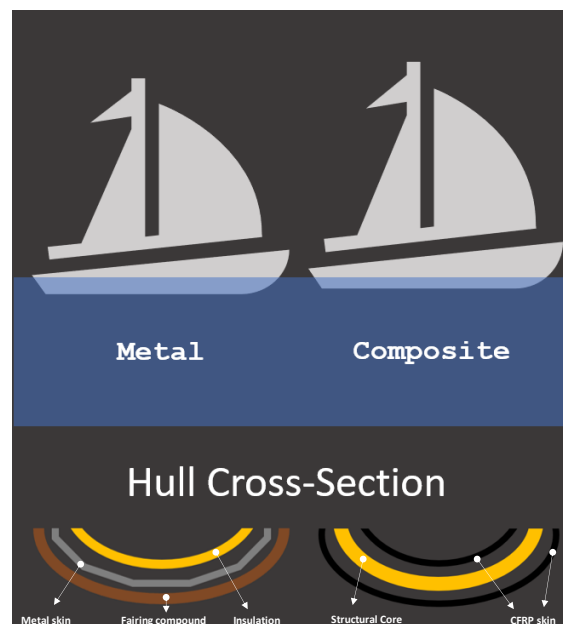 Metal Composite
Hull Cross-Section
Metal skin Fairing compound Insulation Structural Core CFRP skin